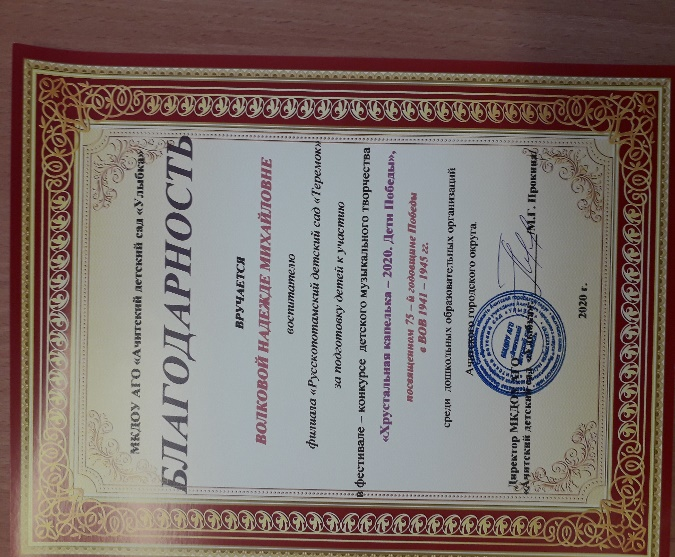 МКДОУ АГО «Ачитский детский сад «Улыбка»
БЛАГОДАРНОСТЬ
ВРУЧАЕТСЯ
ВОЛКОВОЙ НАДЕЖДЕ МИХАЙЛОВНЕ
воспитателю
филиала «Русскопотамский детский сад «Теремок»
за подготовку детей к участию
в фестивале – конкурсе детского музыкального творчества
«Хрустальная капелька – 2020. Дети Победы»,
посвященном 75 – й годовщине Победы
в ВОВ 1941 – 1945 гг.
среди дошкольных образовательных организаций
Ачитского городского округа.
Директор МКДОУ АГО
«Ачитский детский сад «Улыбка» /М.Г. Прокина/
2020 г.